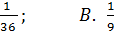 1/36 ; B. 1/9